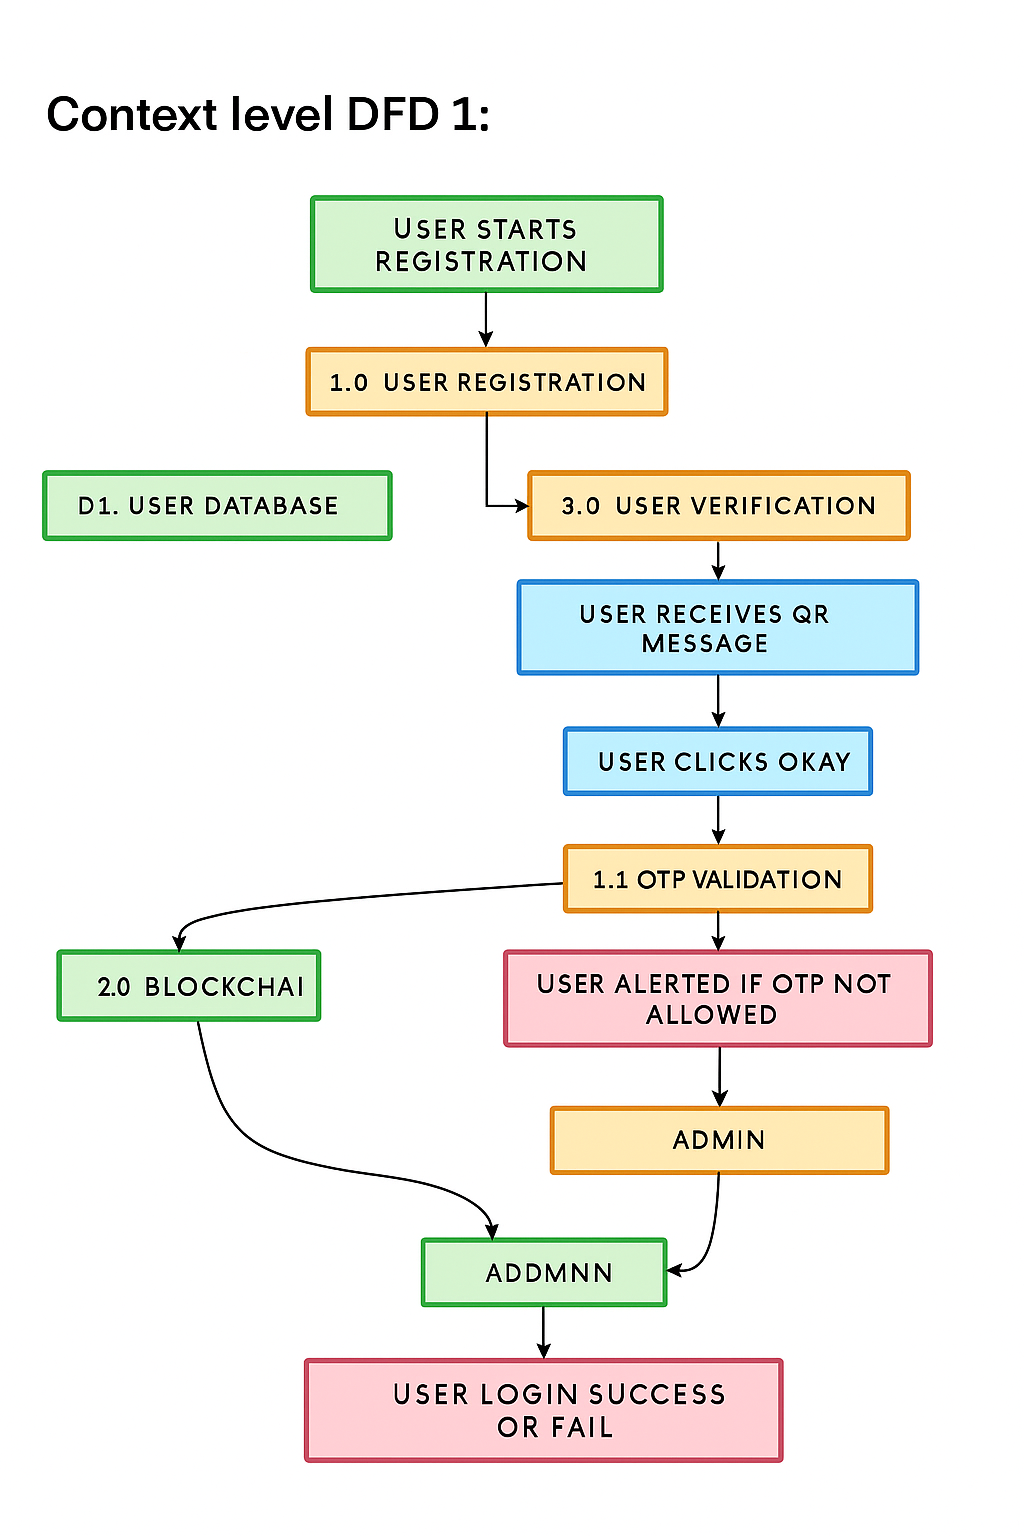 Context level DFD 1:
USER STARTS
REGISTRATION
1.0 USER REGISTRATION
D1. USER DATABASE
3.0 USER VERIFICATION
USER RECEIVES QR
MESSAGE
USER CLICKS OKAY
1.1 OTP VALIDATION
2.0 BLOCKCHAI
USER ALERTED IF OTP NOT
ALLOWED
ADMIN
ADDMNN
USER LOGIN SUCCESS
OR FAIL